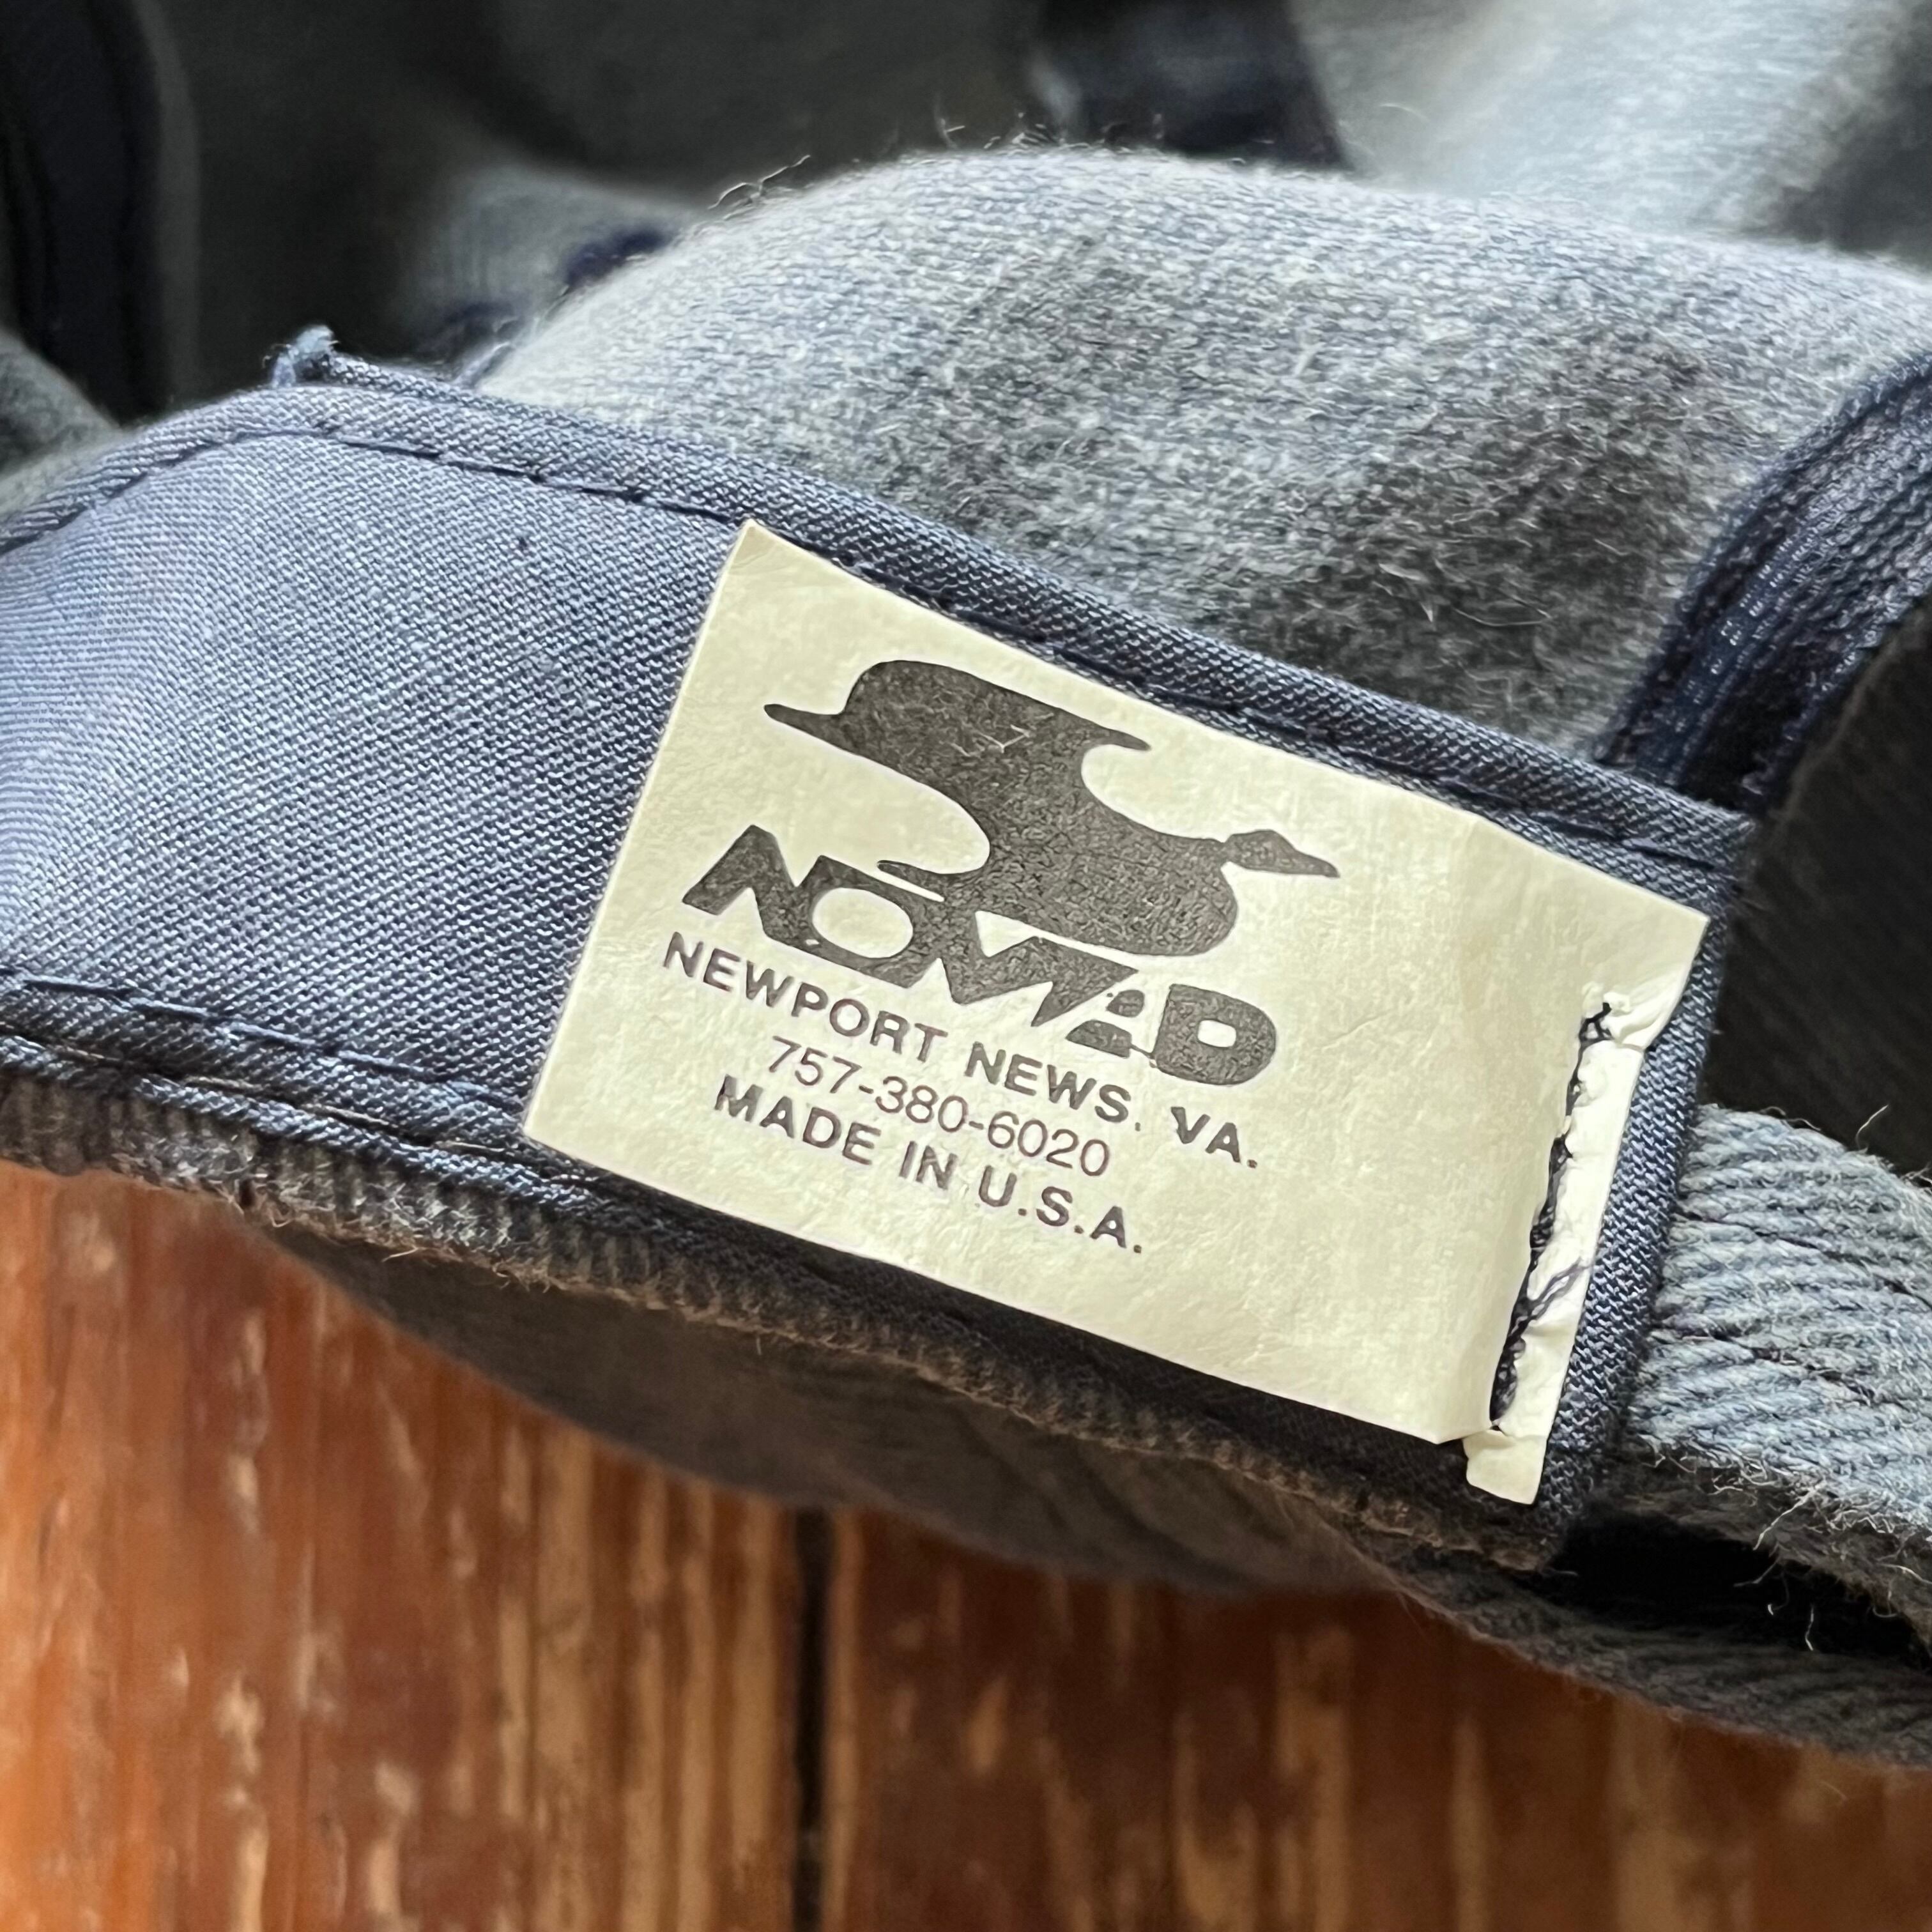 NOMAD
NEWPORT NEWS. VA.
757-380-6020
MADE IN U.S.A.